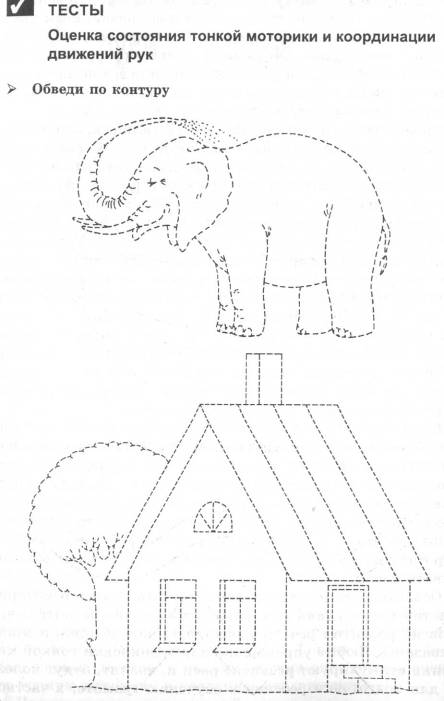 ТЕСТЫ
Оценка состояния тонкой моторики и координации
движений рук
Обведи по контуру